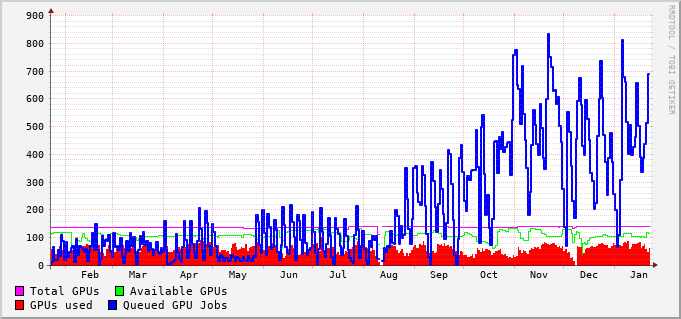 900
800
700
600
500
400
300
200
100
0
Feb Mar Apr May Jun Jul Aug Sep Oct Nov Dec Jan
RRDTOOL / TOBI OETIKER
Total GPUs Available GPUs
GPUs used Queued GPU Jobs